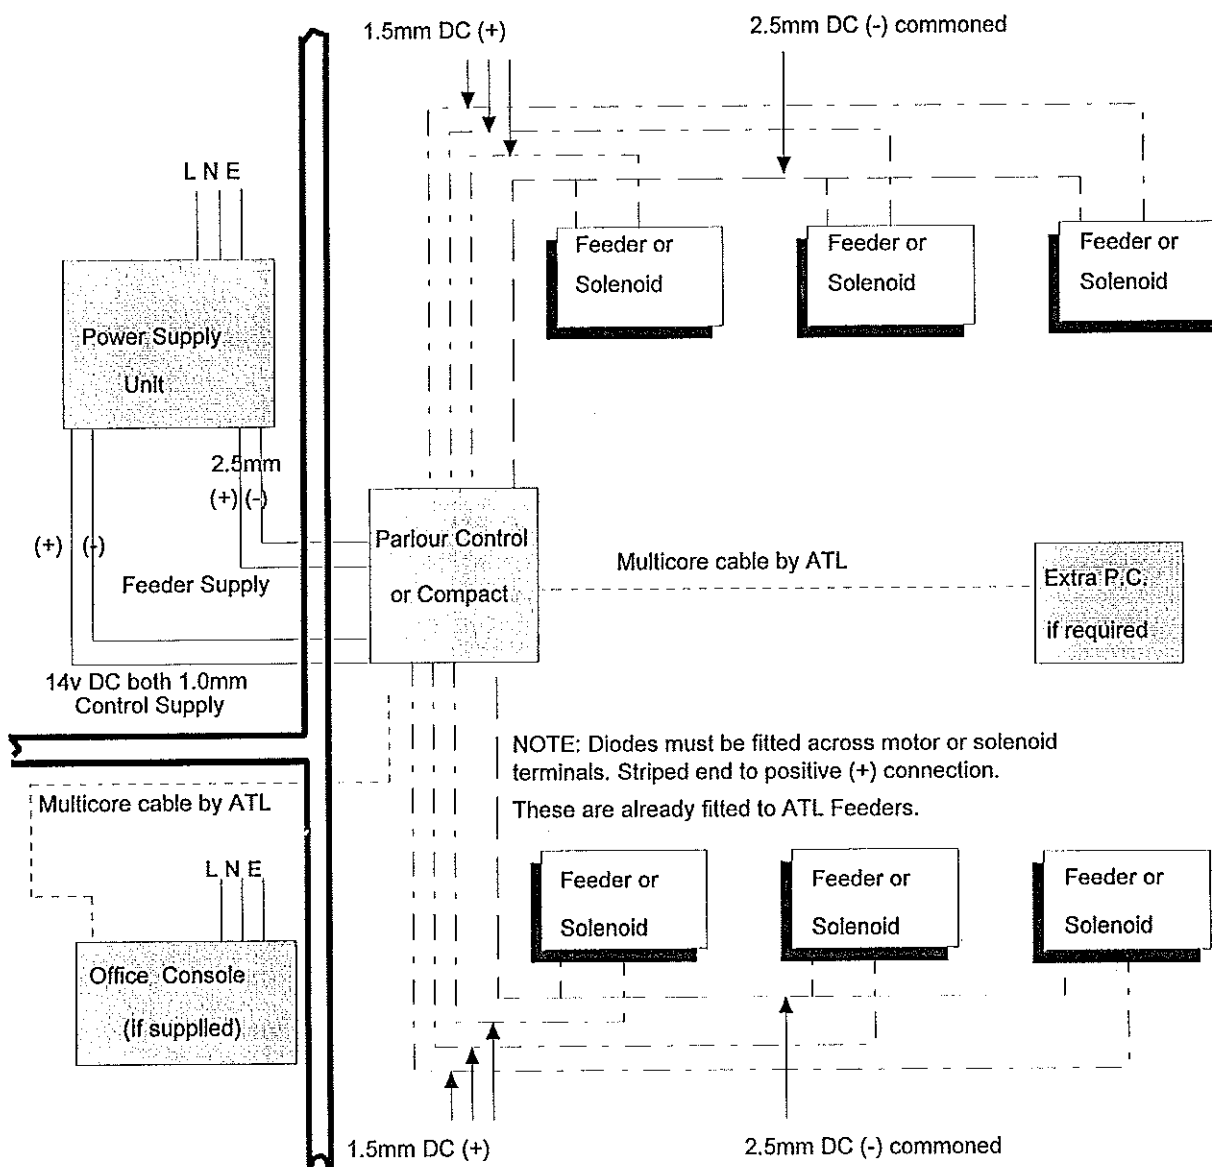 1.5mm DC (+)
2.5mm DC (-) commoned
L N E
Feeder or
Solenoid
Feeder or
Solenoid
Feeder or
Solenoid
Power Supply
Unit
2.5mm
(+) (-)
(+) (-)
Feeder Supply
Parlour Control
or Compact
Multicore cable by ATL
Extra P.C.
if required
14v DC both 1.0mm
Control Supply
NOTE: Diodes must be fitted across motor or solenoid
terminals. Striped end to positive (+) connection.
These are already fitted to ATL Feeders.
Multicore cable by ATL
L N E
Feeder or
Solenoid
Feeder or
Solenoid
Feeder or
Solenoid
Office Console
(if supplied)
1.5mm DC (+)
2.5mm DC (-) commoned